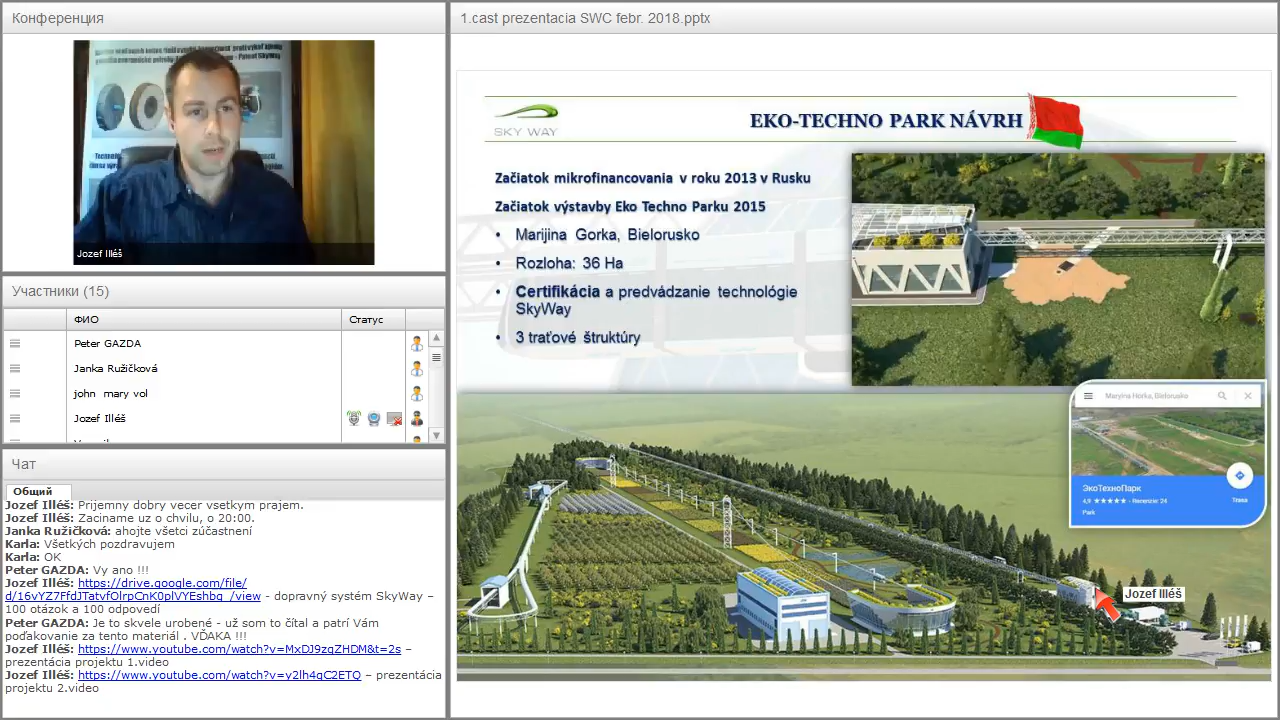 Конференция
Jozef Illéš
Участники (15)
ФИО
Статус
Peter GAZDA
Janka Ružičková
john mary vol
Jozef Illéš
Чат
Общий
Jozef Illéš: Prijemny dobry vecer vsetkym prajem.
Jozef Illéš: Zaciname uz o chvilu, o 20:00.
Janka Ružičková: ahojte všetci zúčastnení
Karla: Všetkých pozdravujem
Karla: OK
Peter GAZDA: Vy ano !!!
Jozef Illéš: https://drive.google.com/file/
d/16vYZ7FfdJTatvfOlrpCnK0plVYEshbq_/view - dopravný systém SkyWay –
100 otázok a 100 odpovedí
Peter GAZDA: Je to skvele urobené - už som to čítal a patrí Vám
poďakovanie za tento materiál . VĎAKA !!!
Jozef Illéš: https://www.youtube.com/watch?v=MxDJ9zqZHDM&t=2s –
prezentácia projektu 1.video
Jozef Illéš: https://www.youtube.com/watch?v=y2lh4qC2ETQ – prezentácia
projektu 2.video
1.cast prezentacia SWC febr. 2018.pptx
SKY WAY
EKO-TECHNO PARK NÁVRH
Začiatok mikrofinancovania v roku 2013 v Rusku
Začiatok výstavby Eko Techno Parku 2015
• Marijina Gorka, Bielorusko
• Rozloha: 36 Ha
• Certifikácia a predvádzanie technológie
SkyWay
• 3 traťové štruktúry
Maryina Horka, Bielorusko
ЭкоТехноПарк
4,9 ★★★★★ - Recenzie: 24
Park
Trasa
Jozef Illéš